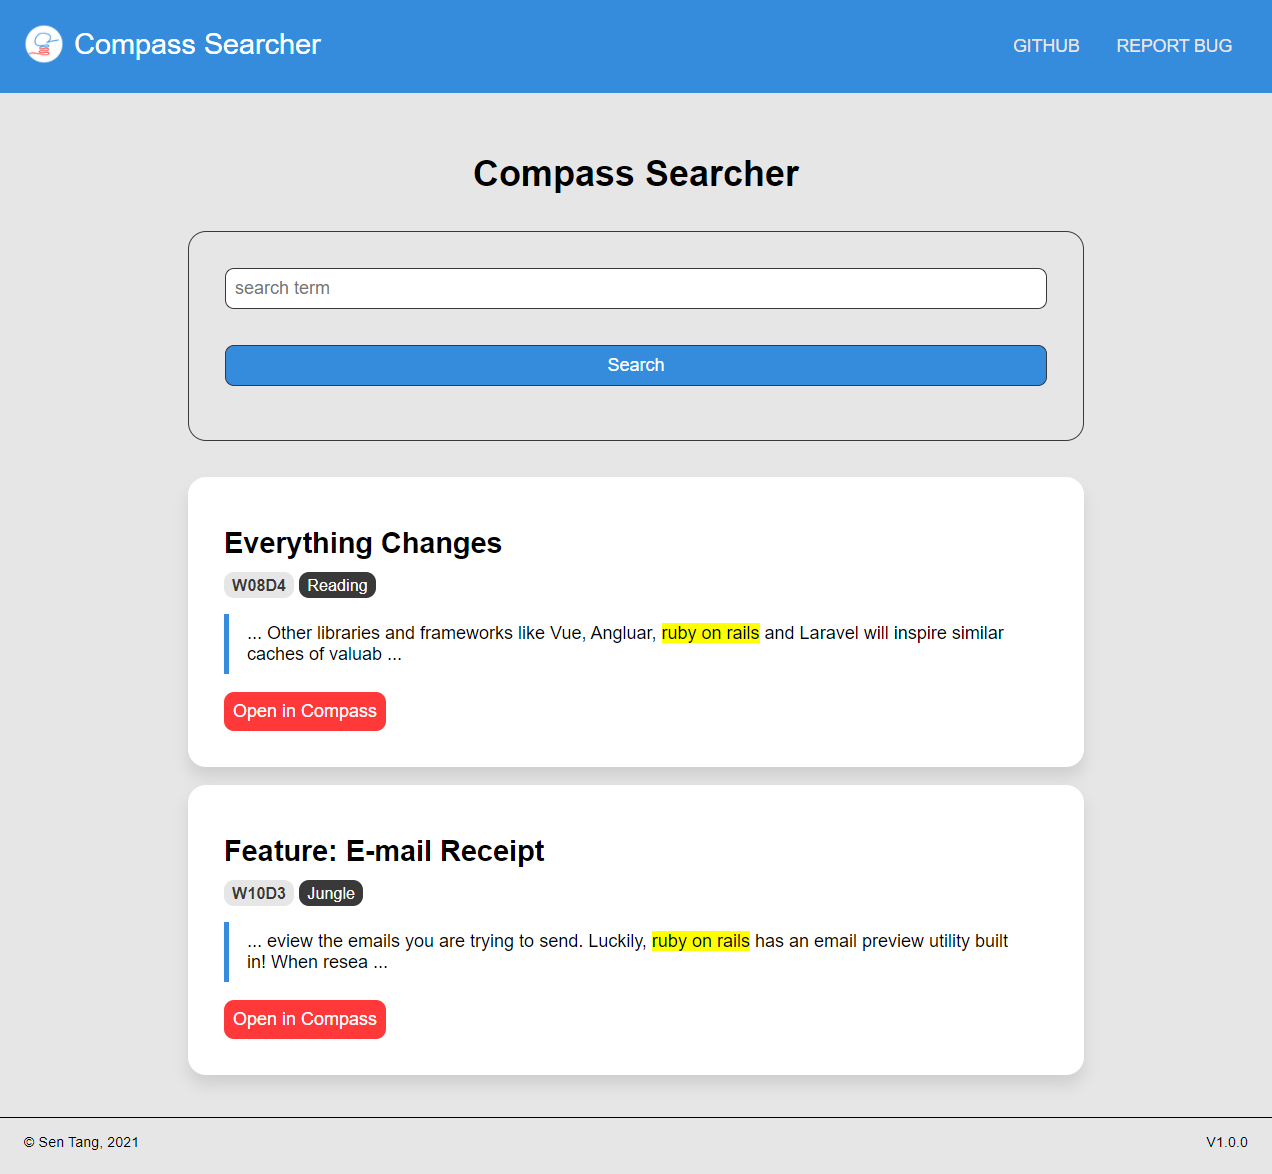 Compass Searcher
GITHUB
REPORT BUG
Compass Searcher
search term
Search
Everything Changes
W08D4 Reading
... Other libraries and frameworks like Vue, Angluar, ruby on rails and Laravel will inspire similar
caches of valuab ...
Open in Compass
Feature: E-mail Receipt
W10D3 Jungle
... eview the emails you are trying to send. Luckily, ruby on rails has an email preview utility built
in! When resea ...
Open in Compass
© Sen Tang, 2021
V1.0.0